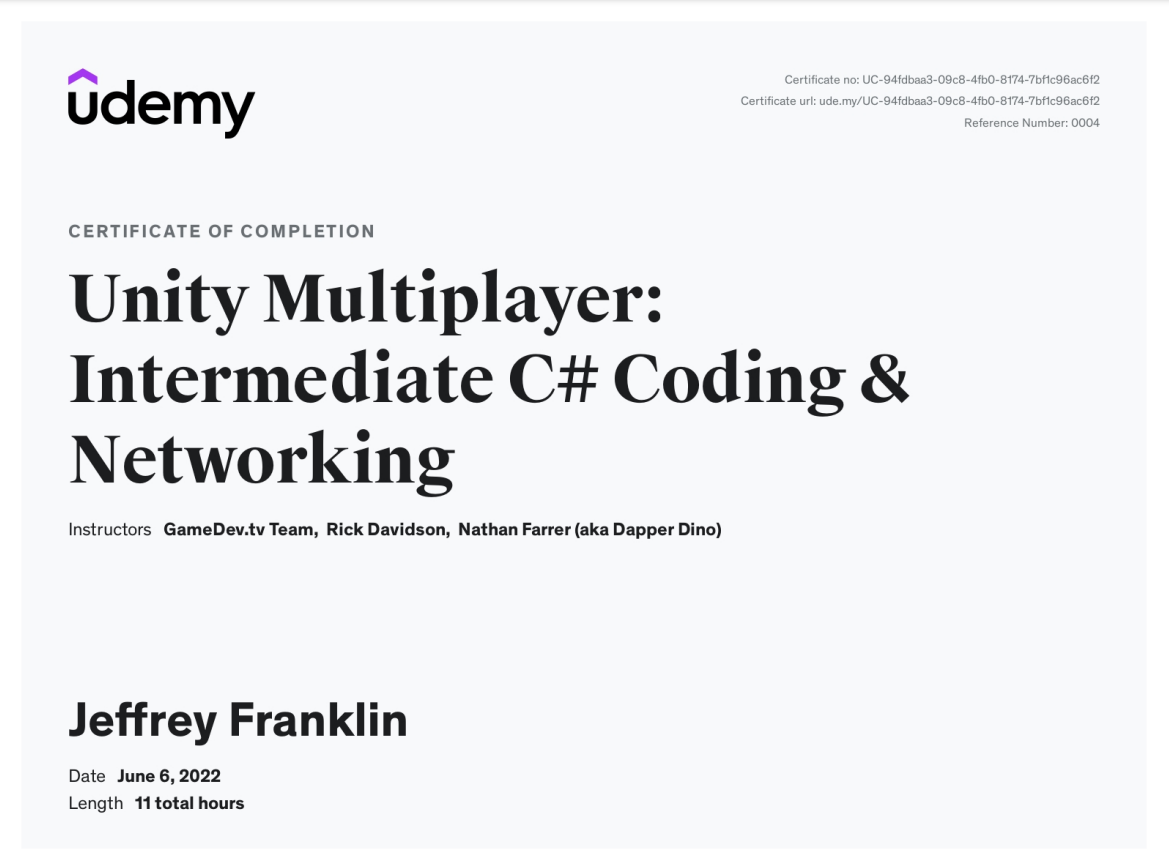 udemy
Certificate no: UC-94fdbaa3-09c8-4fb0-8174-7bf1c96ac6f2
Certificate url: ude.my/UC-94fdbaa3-09c8-4fb0-8174-7bf1c96ac6f2
Reference Number: 0004
CERTIFICATE OF COMPLETION
Unity Multiplayer:
Intermediate C# Coding &
Networking
Instructors GameDev.tv Team, Rick Davidson, Nathan Farrer (aka Dapper Dino)
Jeffrey Franklin
Date June 6, 2022
Length 11 total hours